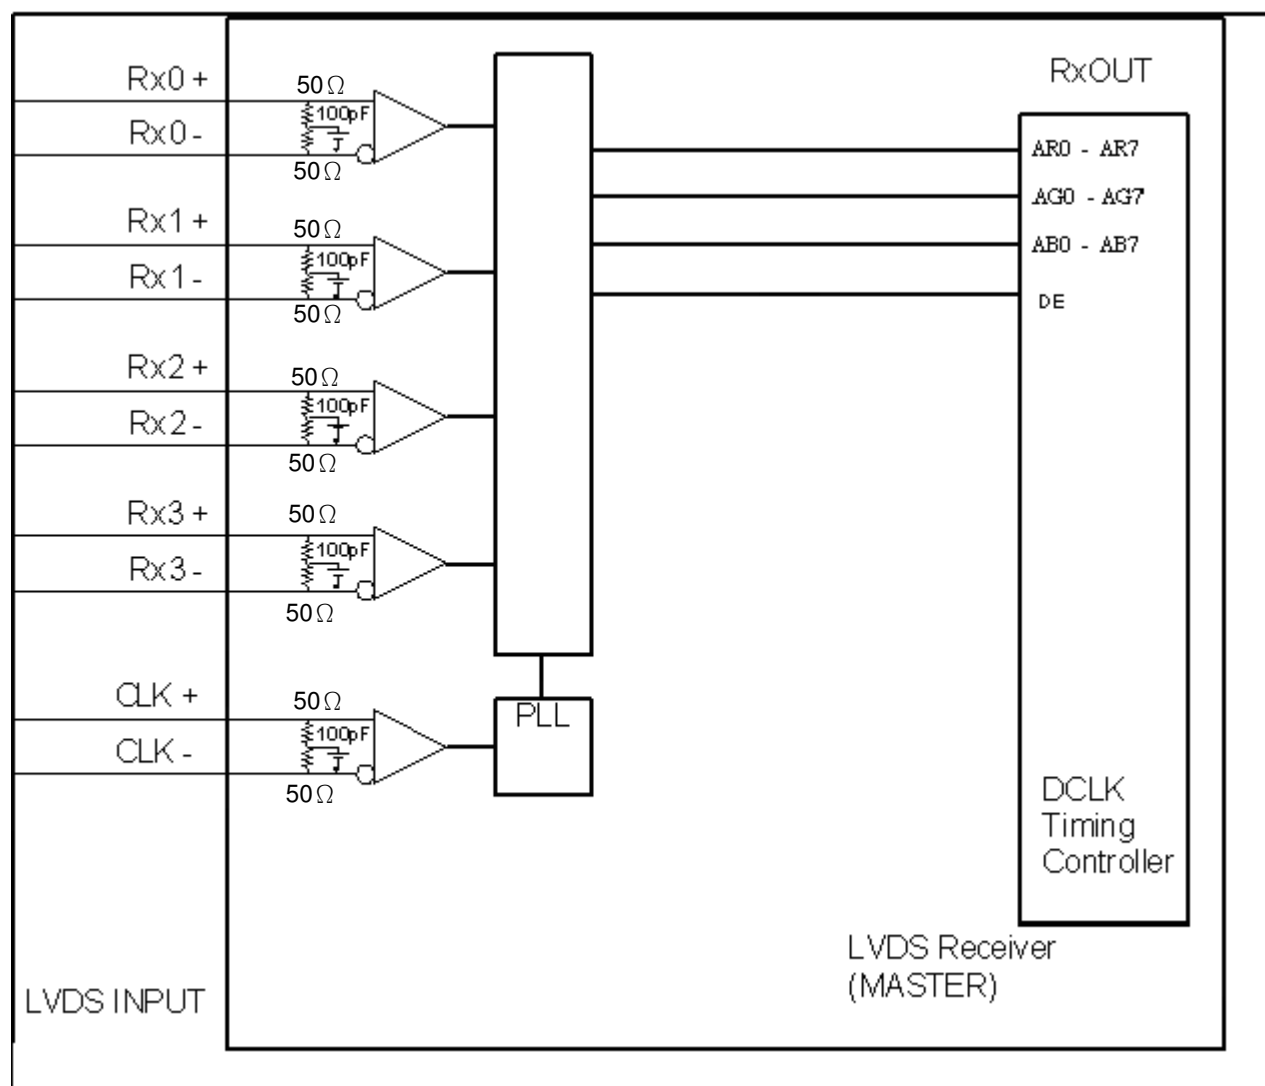 RxOUT
Rx0 +
50Ω
100pF
Rx0 -
50Ω
AR0 - AR7
AG0 - AG7
Rx1 +
50Ω
AB0 - AB7
100pF
Rx1 -
50Ω
DE
Rx2 +
50Ω
100pF
Rx2 -
50Ω
Rx3 +
50Ω
100pF
Rx3 -
50Ω
CLK +
50Ω
PLL
100pF
CLK -
50Ω
DCLK
Timing
Controller
LVDS Receiver
(MASTER)
LVDS INPUT